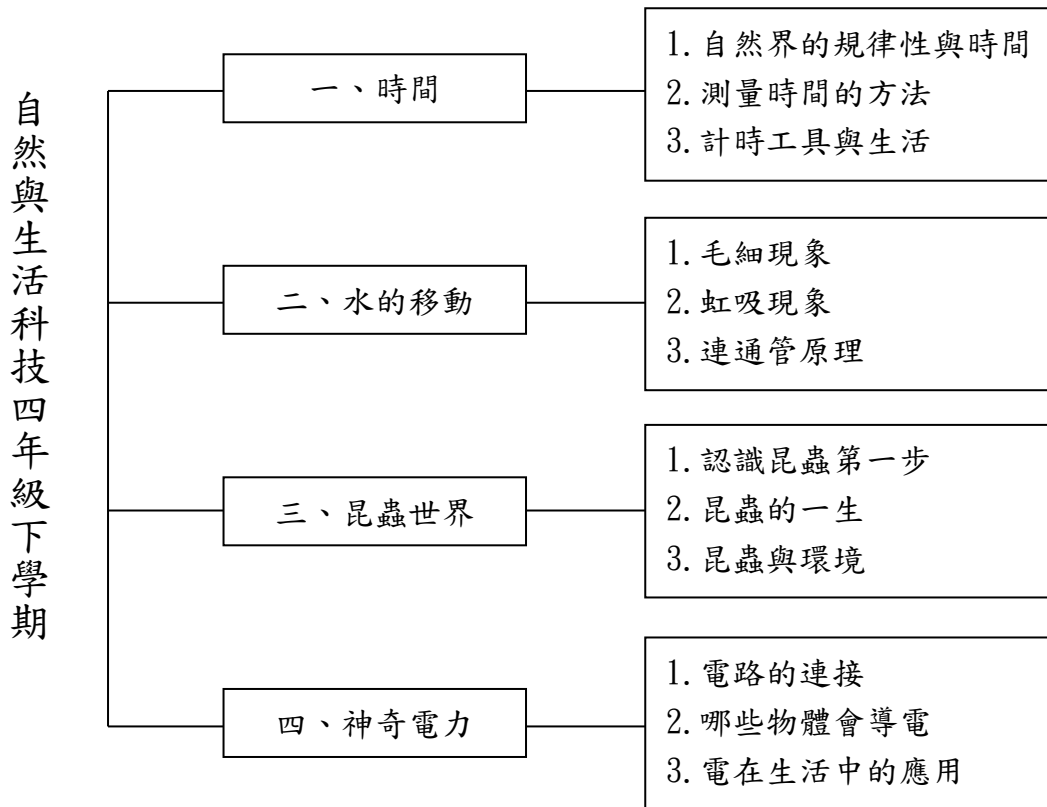 自然與生活科技四年級下學期
一、時間
1.自然界的規律性與時間
2.測量時間的方法
3.計時工具與生活
二、水的移動
1.毛細現象
2.虹吸現象
3.連通管原理
三、昆蟲世界
1.認識昆蟲第一步
2.昆蟲的一生
3.昆蟲與環境
四、神奇電力
1.電路的連接
2.哪些物體會導電
3.電在生活中的應用